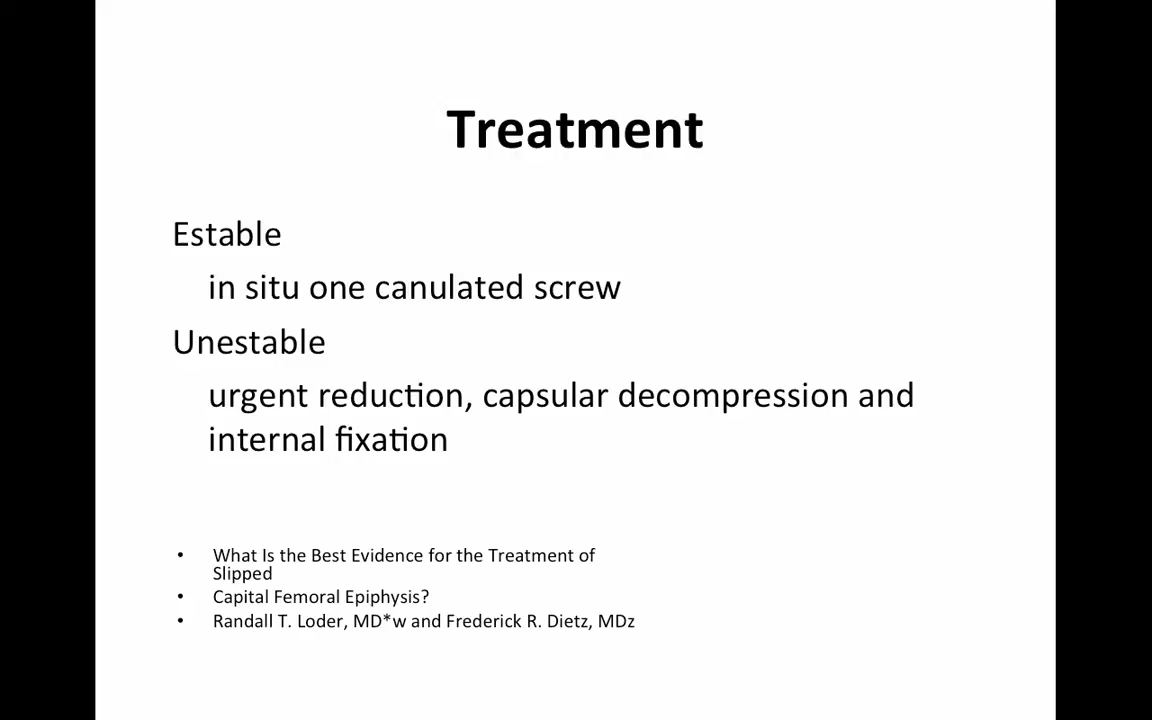 Treatment
Estable
in situ one canulated screw
Unestable
urgent reduction, capsular decompression and
internal fixation
• What Is the Best Evidence for the Treatment of
Slipped
• Capital Femoral Epiphysis?
• Randall T. Loder, MD*w and Frederick R. Dietz, MDz